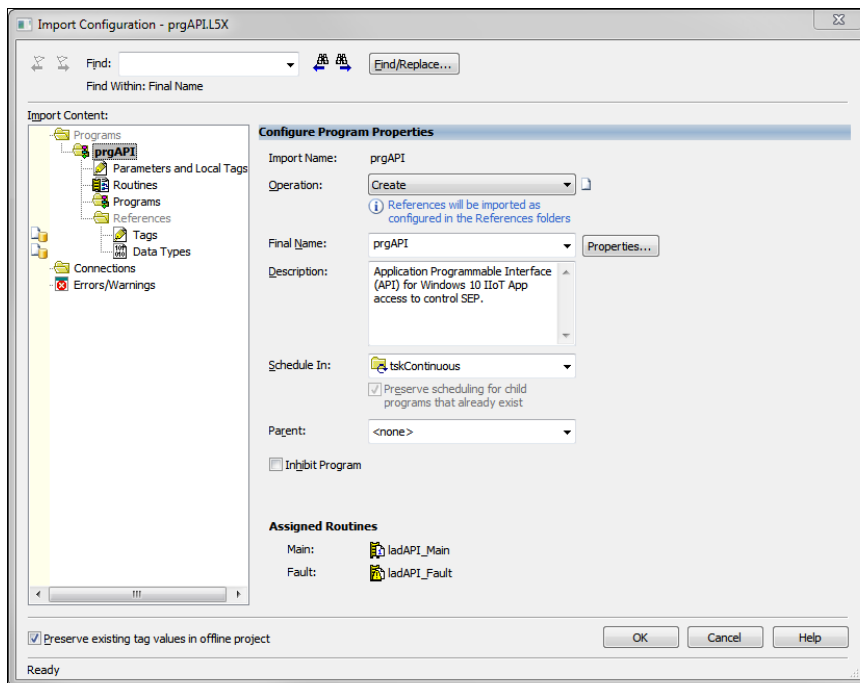 Import Configuration - prgAPI.L5X
Find:
Find/Replace...
Find Within: Final Name
Import Content:
Programs
prgAPI
Parameters and Local Tags
Routines
Programs
References
Tags
Data Types
Connections
Errors/Warnings
Configure Program Properties
Import Name: prgAPI
Operation: Create
References will be imported as
configured in the References folders
Final Name: prgAPI Properties...
Description: Application Programmable Interface
(API) for Windows 10 IIoT App
access to control SEP.
Schedule In: tskContinuous
Preserve scheduling for child
programs that already exist
Parent: <none>
Inhibit Program
Assigned Routines
Main: ladAPI_Main
Fault: ladAPI_Fault
Preserve existing tag values in offline project
OK Cancel Help
Ready